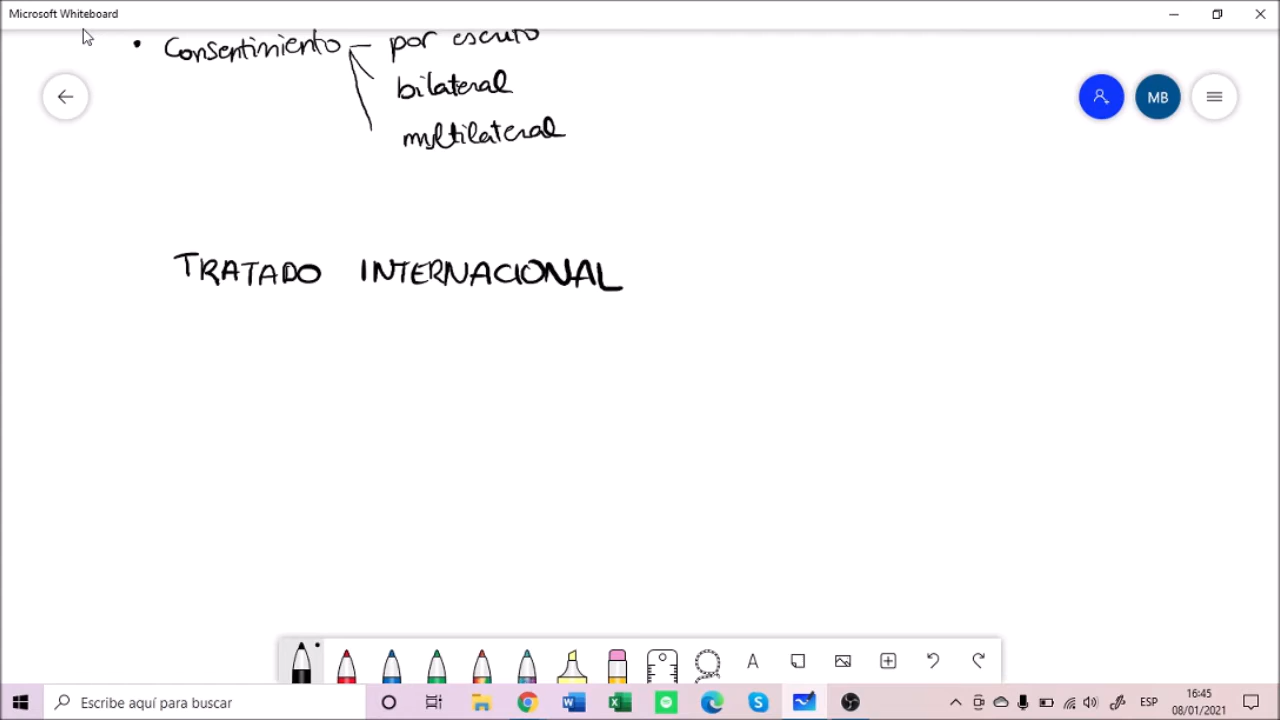 Microsoft Whiteboard
• Consentimiento — por escrito
bilateral
multilateral
MB
TRATADO INTERNACIONAL
A
Escribe aquí para buscar
ESP
16:45
08/01/2021